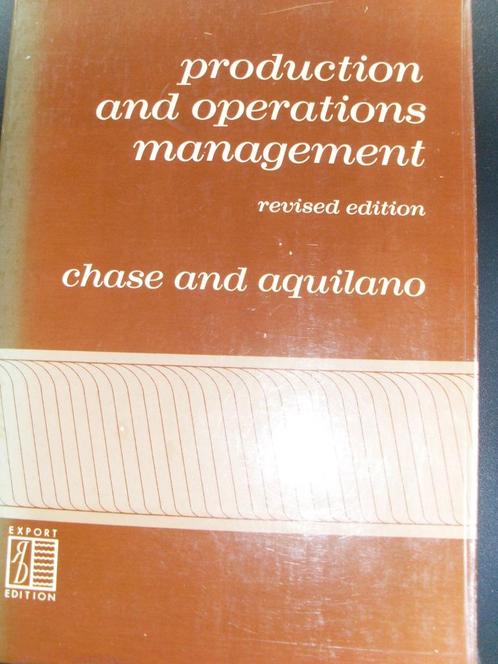 production
and operations
management
revised edition
chase and aquilano
EXPORT
EDITION